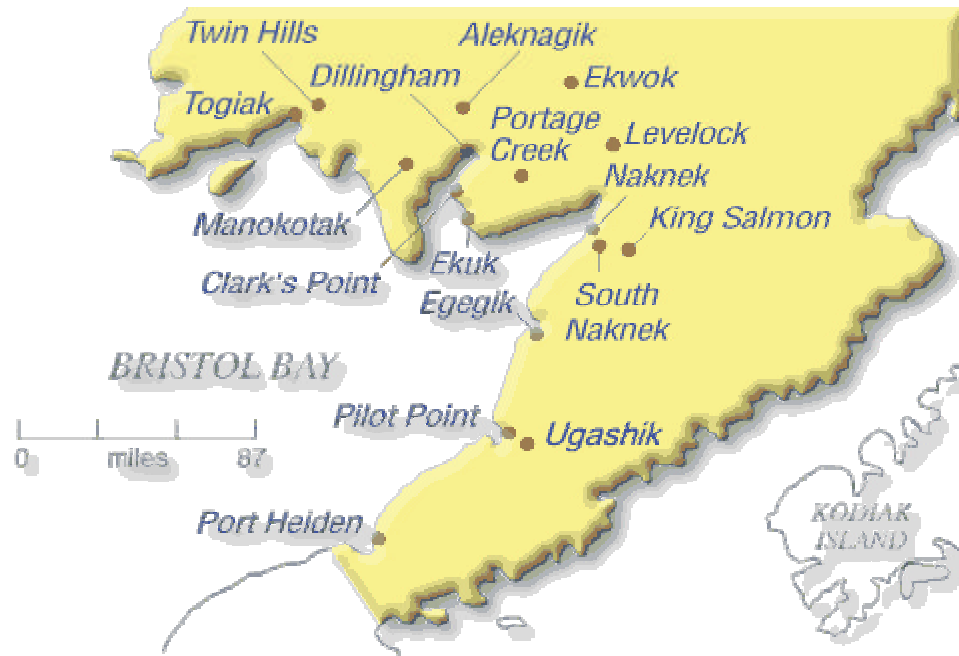 Twin Hills
Aleknagik
Dillingham
Ekwok
Togiak
Portage
Creek
Levelock
Naknek
Manokotak
King Salmon
Clark's Point
Ekuk
Egegik
South
Naknek
BRISTOL BAY
Pilot Point
Ugashik
0 miles 87
Port Heiden
KODIAK
ISLAND